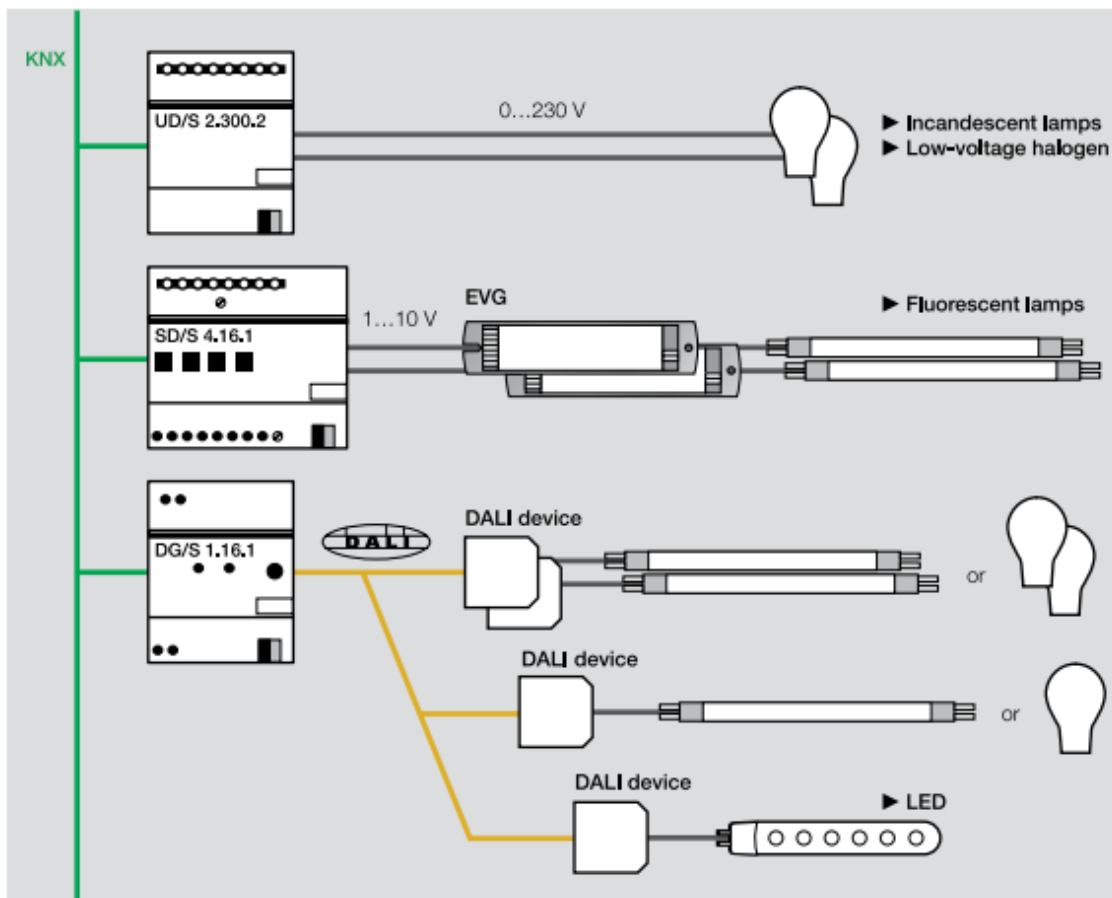 KNX
UD/S 2.300.2
0...230 V
► Incandescent lamps
► Low-voltage halogen
SD/S 4.16.1
1...10 V
EVG
► Fluorescent lamps
DG/S 1.16.1
DALI
DALI device
or
DALI device
or
DALI device
► LED